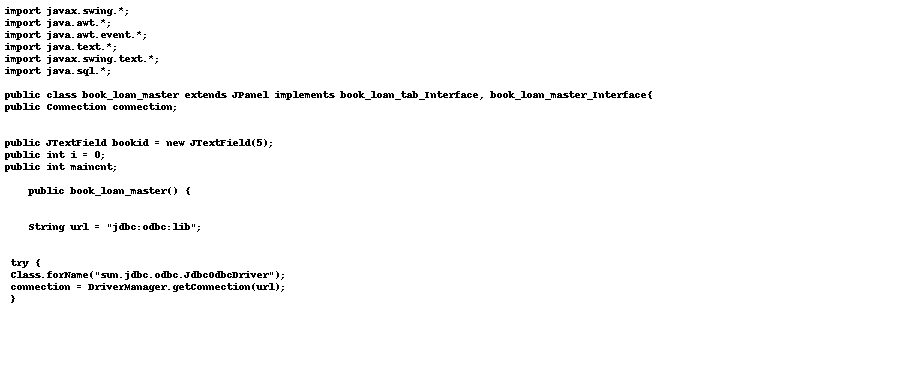 import javax.swing.*;
import java.awt.*;
import java.awt.event.*;
import java.text.*;
import javax.swing.text.*;
import java.sql.*;
public class book_loan_master extends JPanel implements book_loan_tab_Interface, book_loan_master_Interface{
public Connection connection;
public JTextField bookid = new JTextField(5);
public int i = 0;
public int maincnt;
public book_loan_master() {
String url = "jdbc:odbc:lib";
try {
Class.forName("sun.jdbc.odbc.JdbcOdbcDriver");
connection = DriverManager.getConnection(url);
}